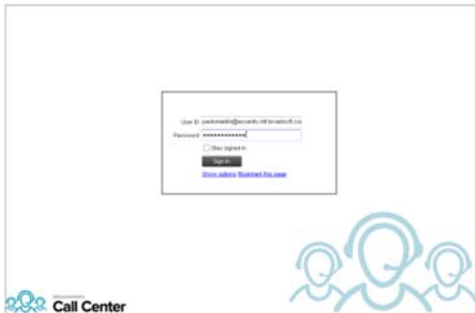 User ID
Password
Stay signed in
Sign In
Show options Bookmark this page
Call Center